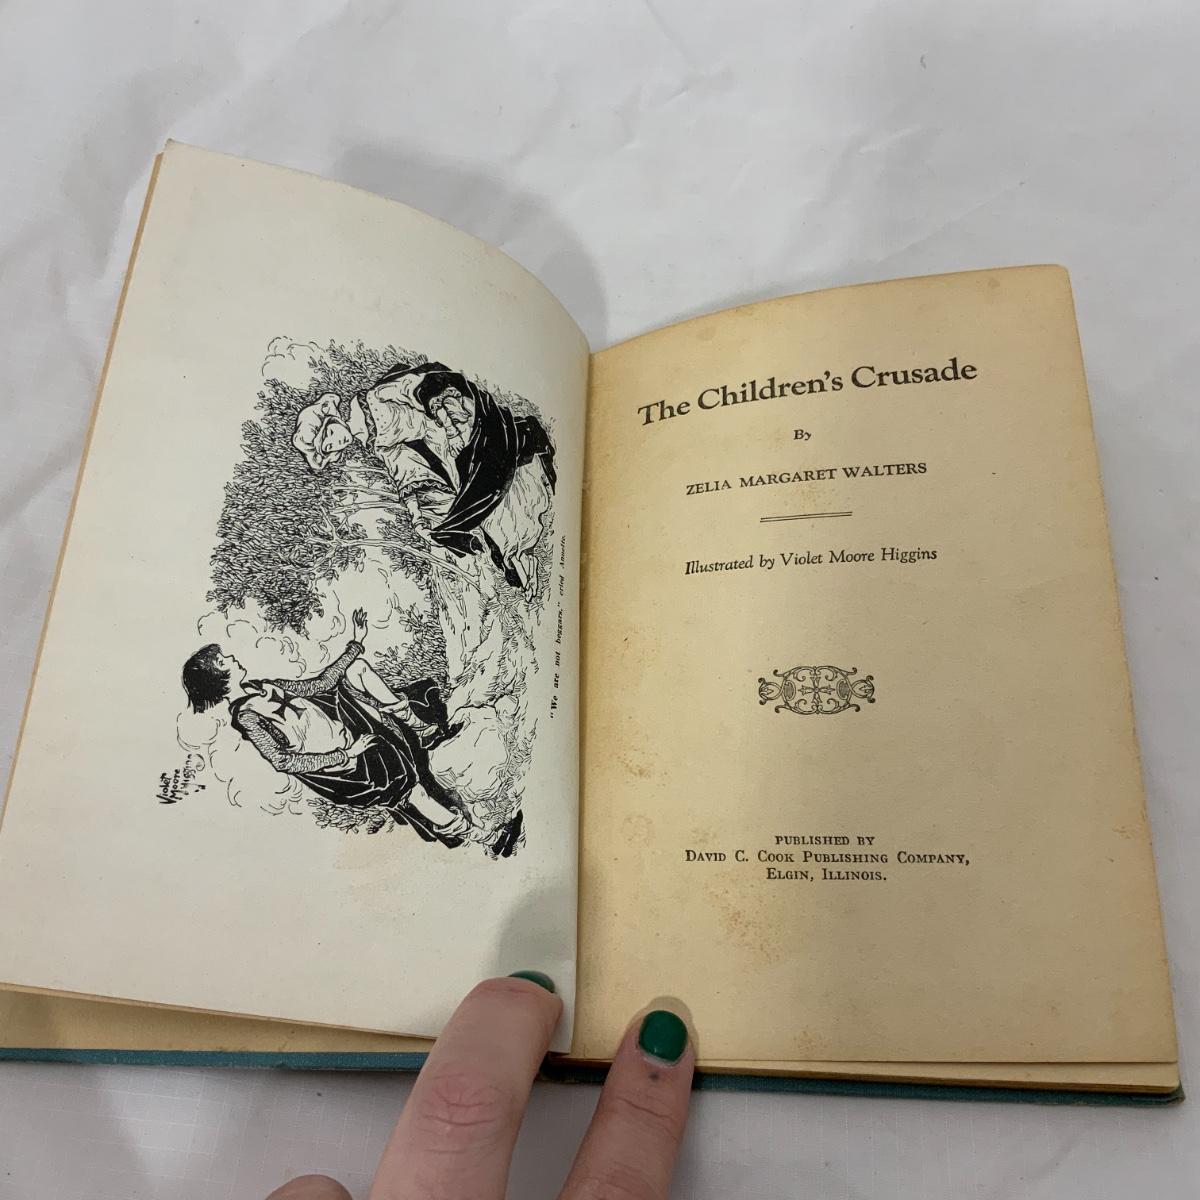 "We are not beggars," cried Annette.
Violet
Moore
Higgins
The Children's Crusade
By
ZELIA MARGARET WALTERS
Illustrated by Violet Moore Higgins
PUBLISHED BY
DAVID C. COOK PUBLISHING COMPANY,
ELGIN, ILLINOIS.